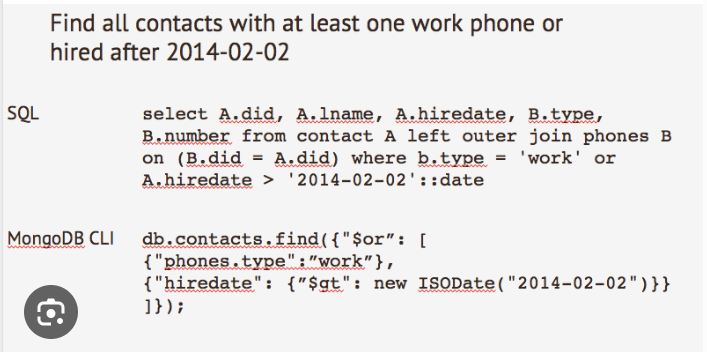 Find all contacts with at least one work phone or
hired after 2014-02-02
SQL
select A.did, A.lname, A.hiredate, B.type,
B.number from contact A left outer join phones B
on (B.did = A.did) where b.type = 'work' or
A.hiredate > '2014-02-02'::date
MongoDB CLI
db.contacts.find({"$or”: [
{"phones.type":”work”},
{"hiredate": {”$gt": new ISODate("2014-02-02")}}
]});